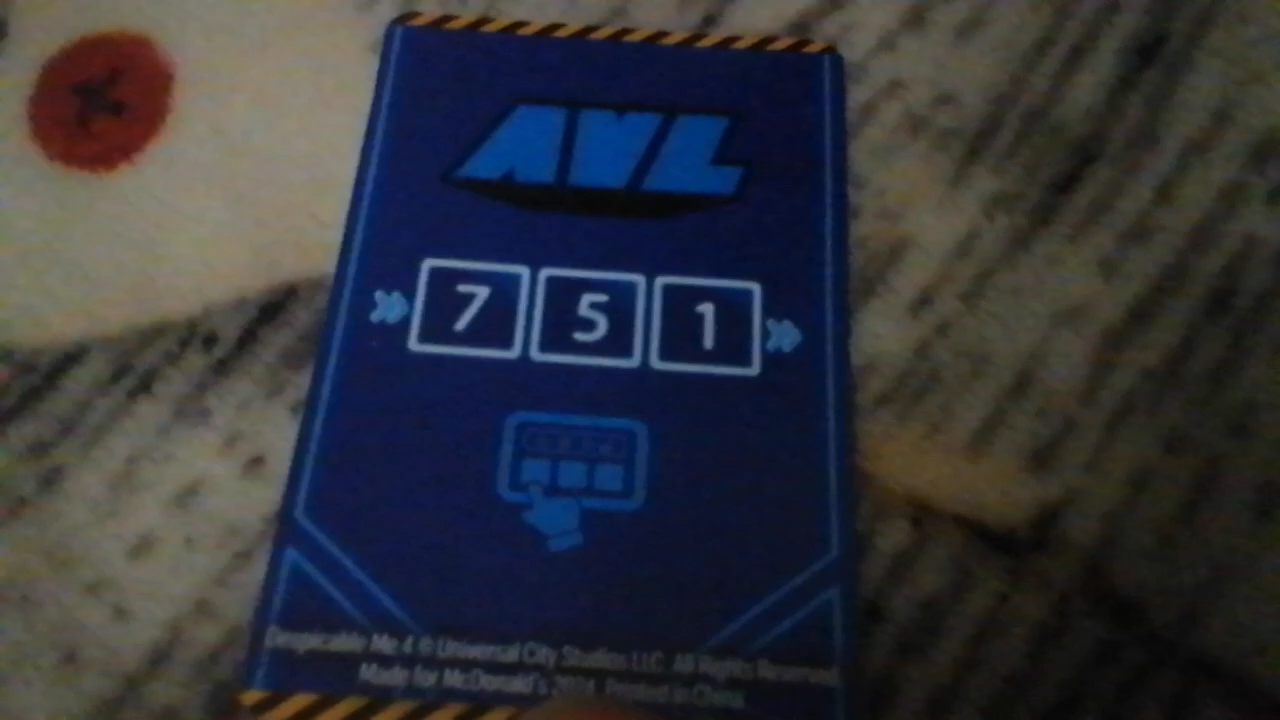 AVL
7 5 1
Despicable Me 4 © Universal City Studios LLC. All Rights Reserved.
Made for McDonald's 2024. Printed in China.